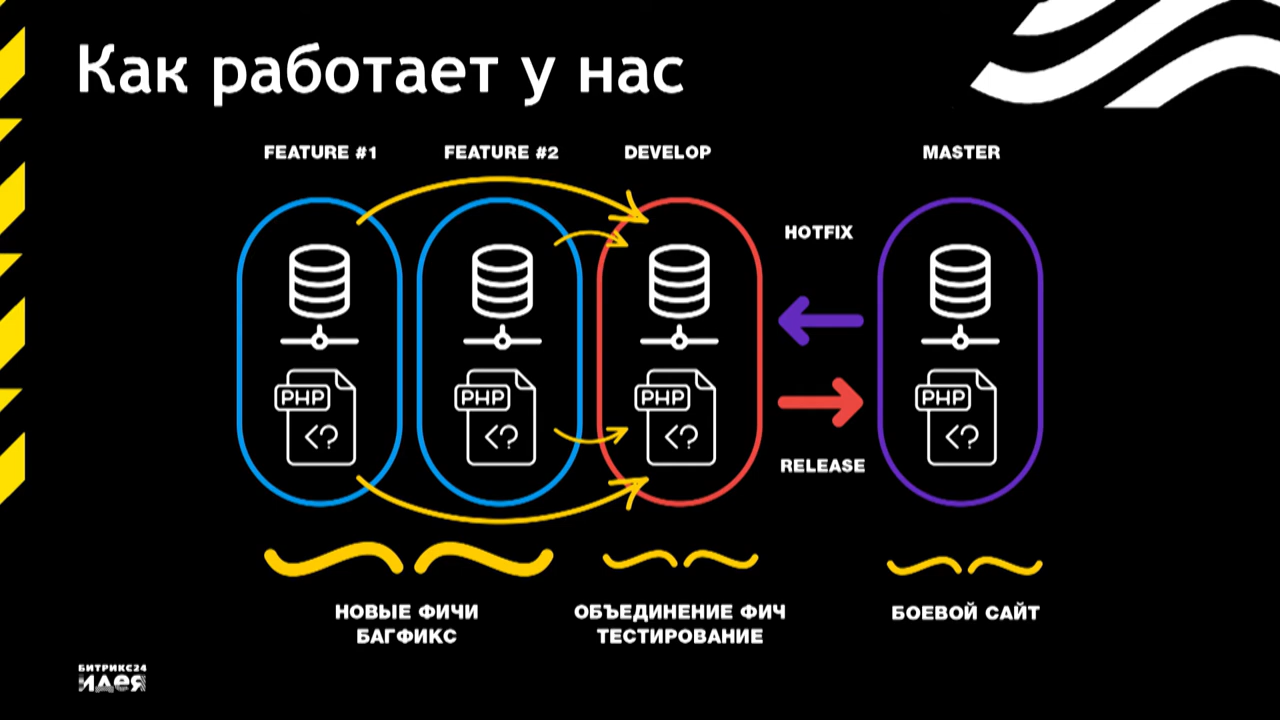 Как работает у нас
FEATURE #1
FEATURE #2
DEVELOP
MASTER
HOTFIX
PHP
<?
PHP
<?
PHP
<?
PHP
<?
RELEASE
НОВЫЕ ФИЧИ
БАГФИКС
ОБЪЕДИНЕНИЕ ФИЧ
ТЕСТИРОВАНИЕ
БОЕВОЙ САЙТ
БИТРИКС24
ИДЕЯ